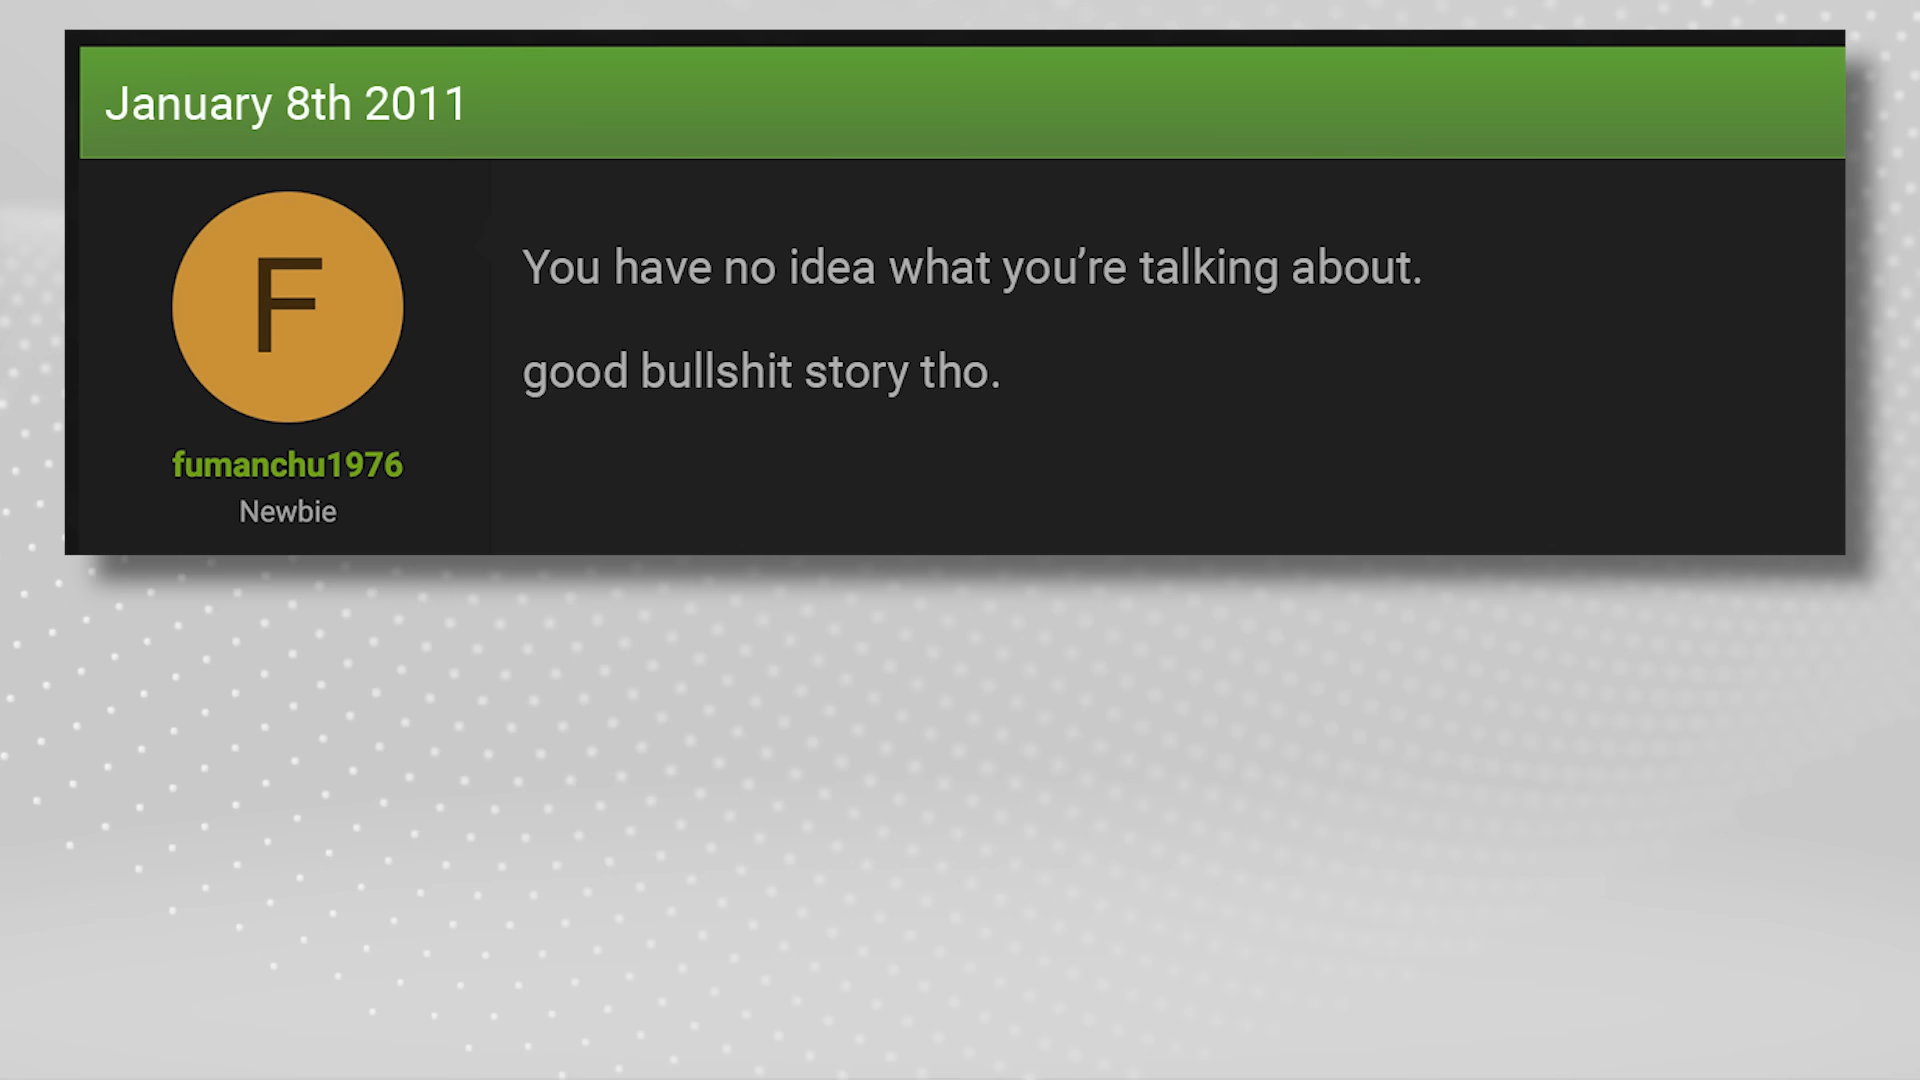 January 8th 2011
F
fumanchu1976
Newbie
You have no idea what you’re talking about.
good bullshit story tho.